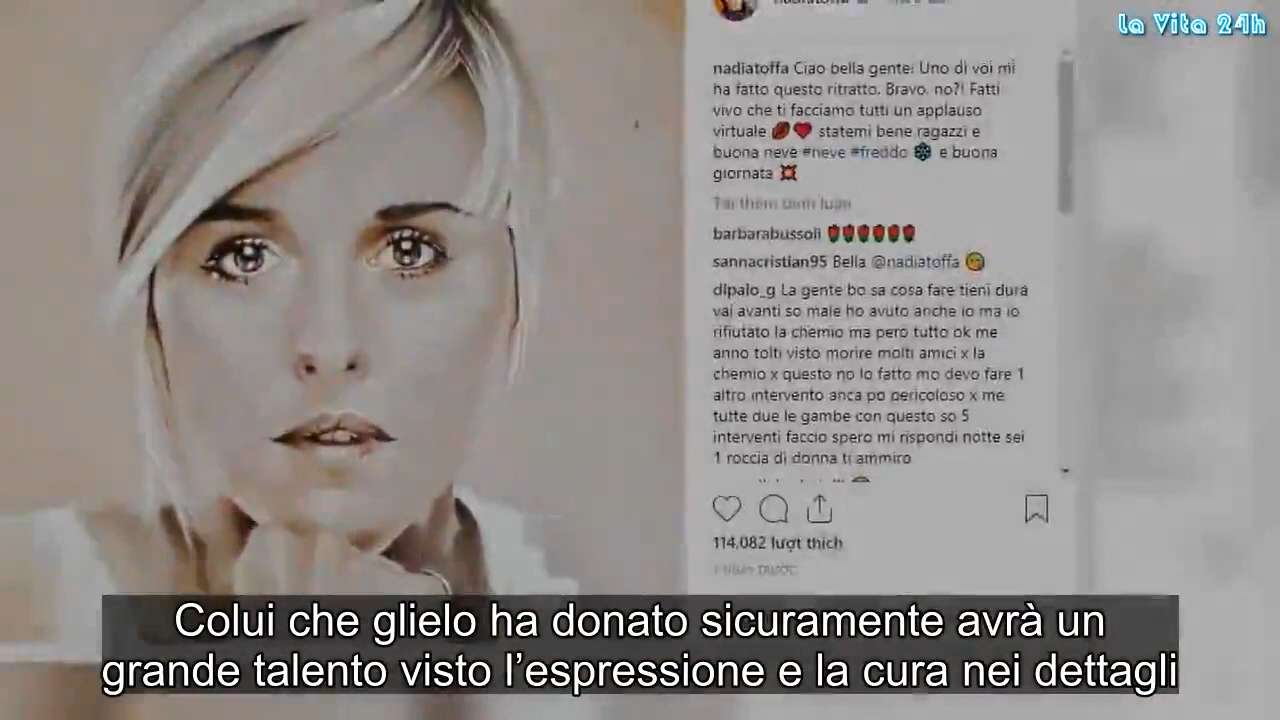 La Vita 24h
nadiatoffa Ciao bella gente! Uno di voi mi
ha fatto questo ritratto. Bravo, no?! Fatti
vivo che ti facciamo tutti un applauso
virtuale 🏉❤️ statemi bene ragazzi e
buona neve #neve #freddo ❄️ e buona
giornata 💥
Tải thêm bình luận
barbarabussoli 🌹🌹🌹🌹🌹🌹
sannacristian95 Bella @nadiatoffa
dipalo_g La gente bo sa cosa fare tieni dura
vai avanti so male ho avuto anche io ma io
rifiutato la chemio ma pero tutto ok me
anno tolti visto morire molti amici x la
chemio x questo no lo fatto mo devo fare 1
altro intervento anca po pericoloso x me
tutte due le gambe con questo so 5
interventi faccio spero mi rispondi notte sei
1 roccia di donna ti ammiro
114.082 lượt thích
TRƯỚC
Colui che glielo ha donato sicuramente avrà un
grande talento visto l’espressione e la cura nei dettagli